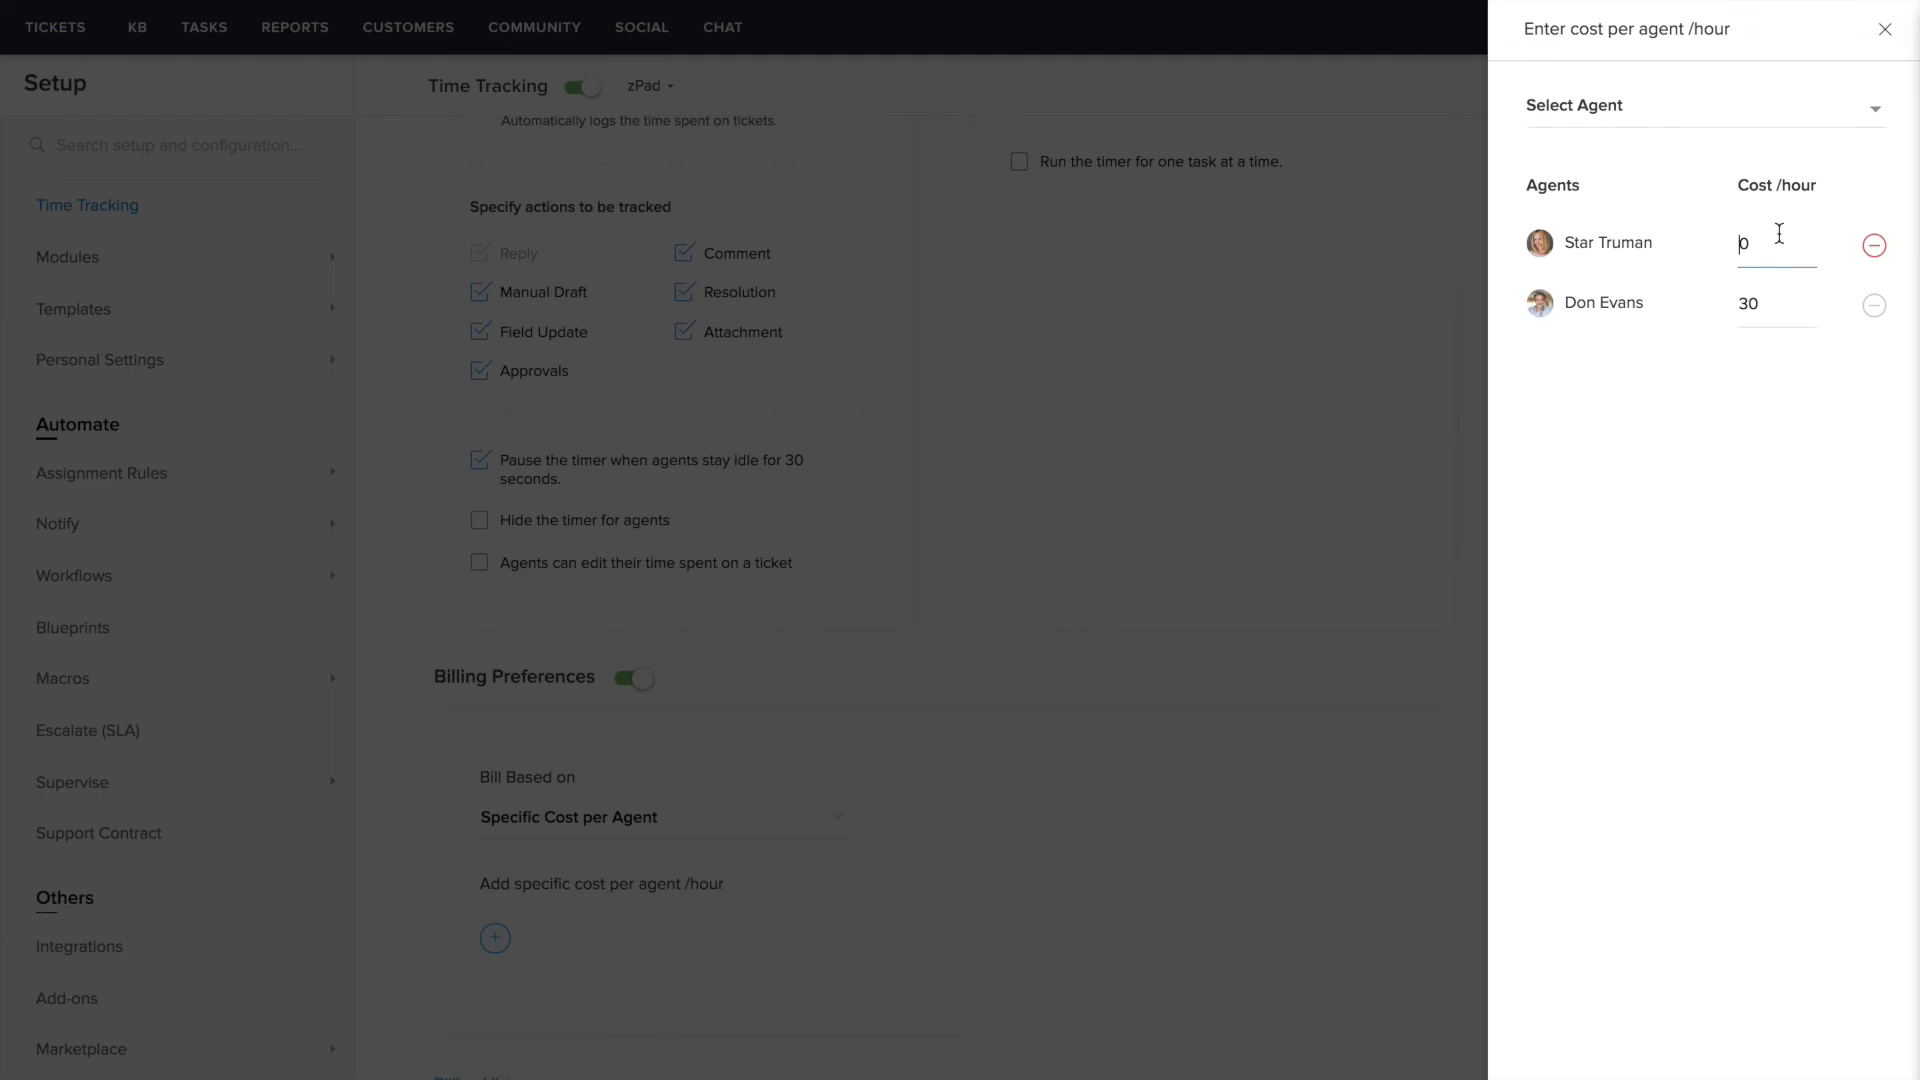 TICKETS KB TASKS REPORTS CUSTOMERS COMMUNITY SOCIAL CHAT
Setup
Search setup and configuration...
Time Tracking
Modules
Templates
Personal Settings
Automate
Assignment Rules
Notify
Workflows
Blueprints
Macros
Escalate (SLA)
Supervise
Support Contract
Others
Integrations
Add-ons
Marketplace
Time Tracking zPad
Automatically logs the time spent on tickets.
Specify actions to be tracked
Reply Comment
Manual Draft Resolution
Field Update Attachment
Approvals
Pause the timer when agents stay idle for 30
seconds.
Hide the timer for agents
Agents can edit their time spent on a ticket
Run the timer for one task at a time.
Billing Preferences
Bill Based on
Specific Cost per Agent
Add specific cost per agent /hour
Enter cost per agent /hour
Select Agent
Agents Cost /hour
Star Truman 0
Don Evans 30